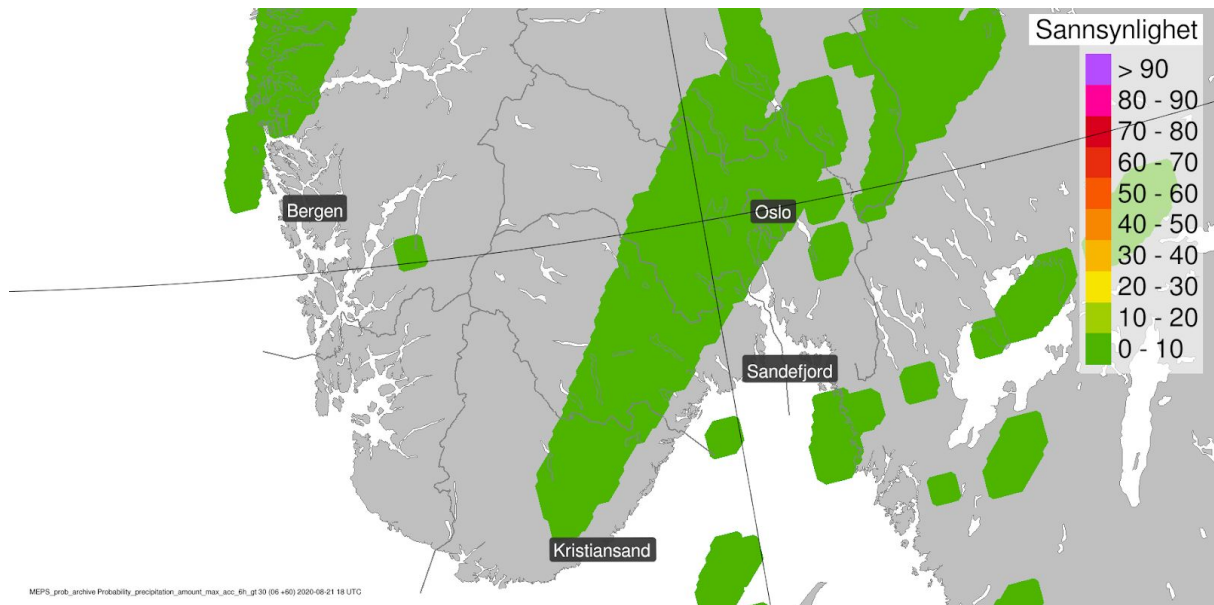 Sannsynlighet
> 90
80 - 90
70 - 80
60 - 70
50 - 60
40 - 50
30 - 40
20 - 30
10 - 20
0 - 10
Bergen
Oslo
Sandefjord
Kristiansand
MEPS_prob_archive Probability_precipitation_amount_max_acc_6h_gt 30 (06 +60) 2020-08-21 18 UTC